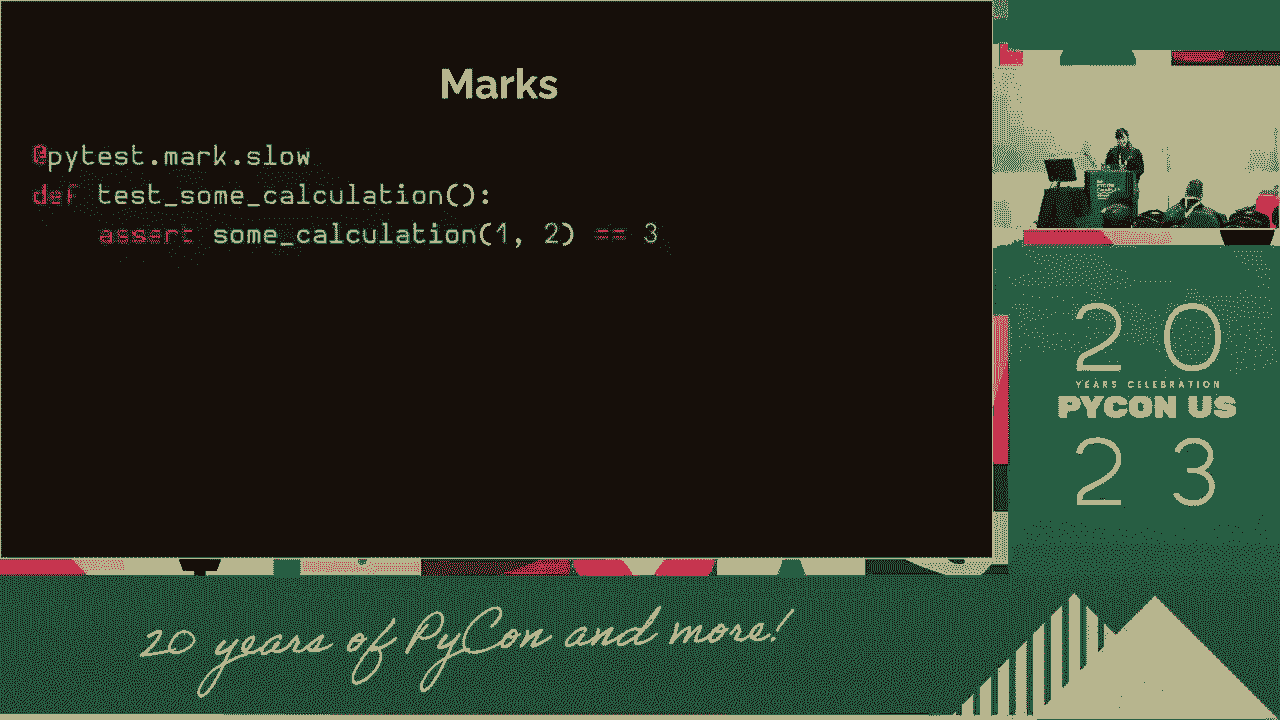 Marks
@pytest.mark.slow
def test_some_calculation():
    assert some_calculation(1, 2) == 3
20
YEARS CELEBRATION
PYCON US
23
20 years of PyCon and more!